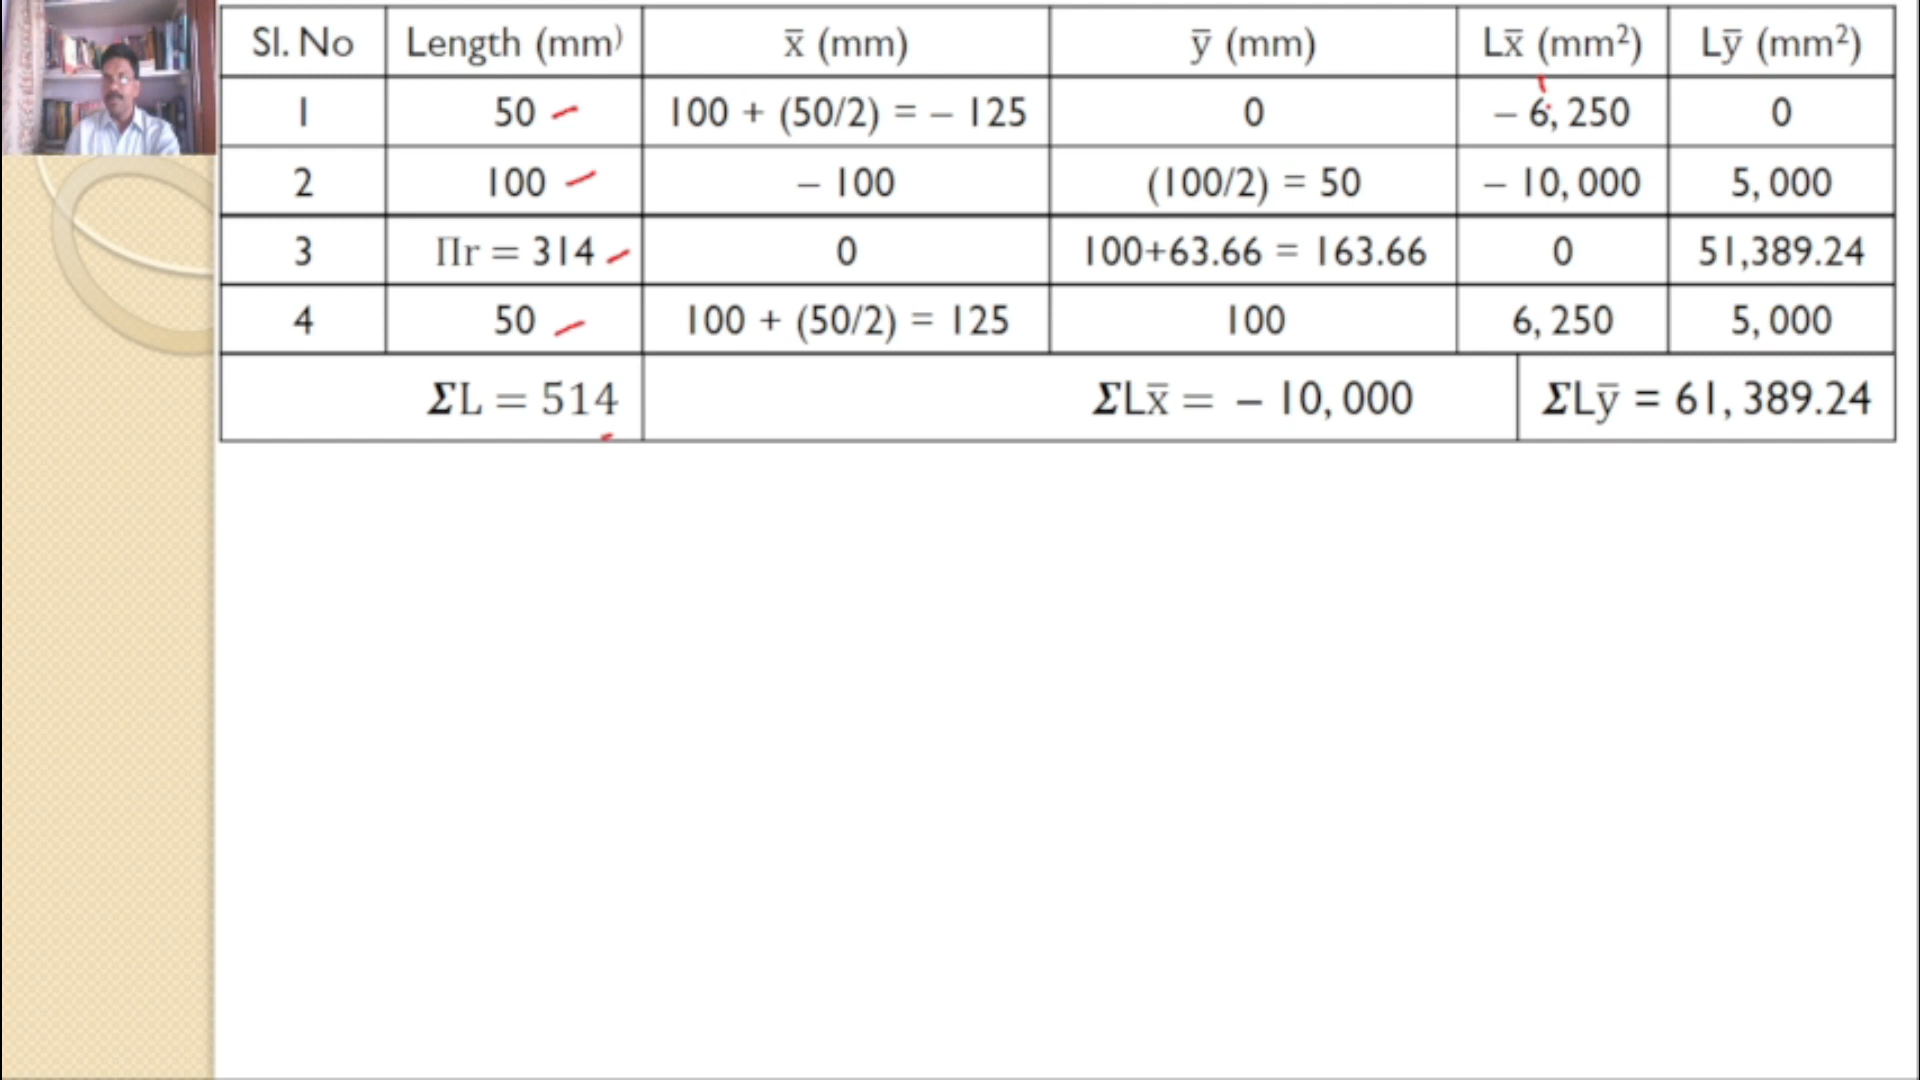 Sl. No Length (mm) x̄ (mm) ȳ (mm) Lx̄ (mm²) Lȳ (mm²)
1 50 100 + (50/2) = – 125 0 – 6, 250 0
2 100 – 100 (100/2) = 50 – 10, 000 5, 000
3 Πr = 314 0 100+63.66 = 163.66 0 51,389.24
4 50 100 + (50/2) = 125 100 6, 250 5, 000
ΣL = 514 ΣLx̄ = – 10, 000 ΣLȳ = 61, 389.24